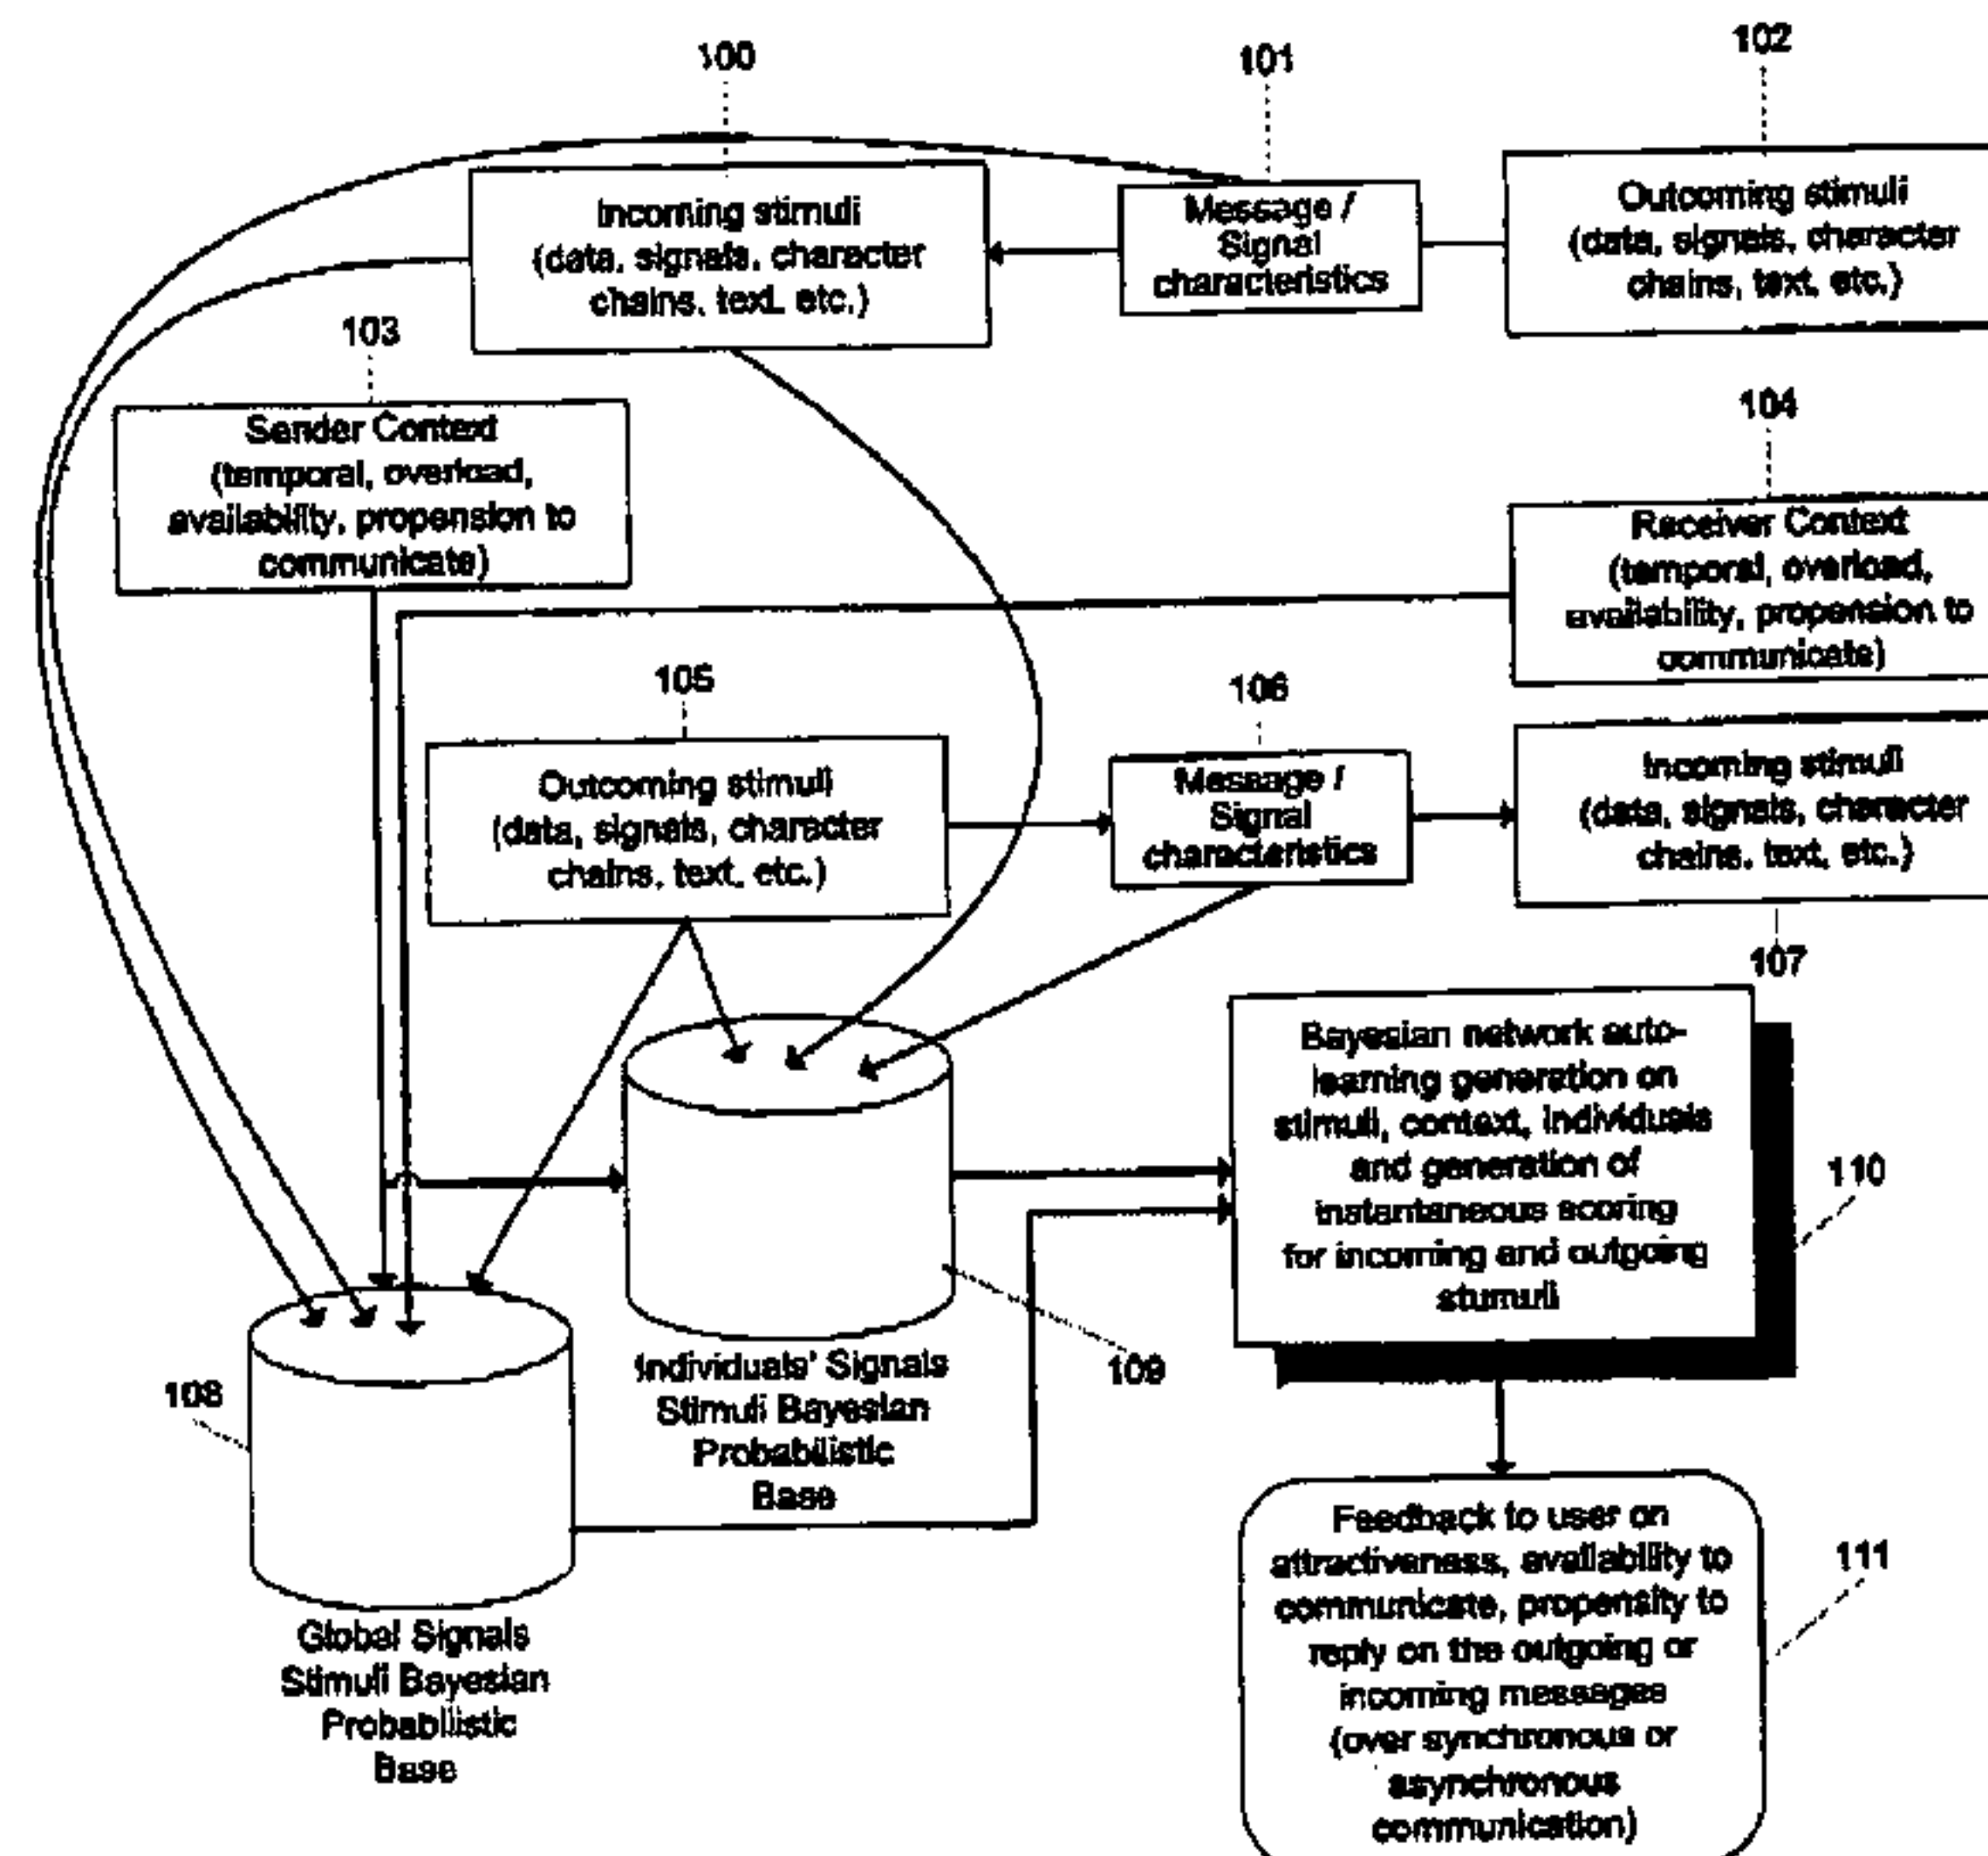 100
101
102
Incoming stimuli
(data, signals, character
chains, text, etc.)
Message /
Signal
characteristics
Outcoming stimuli
(data, signals, character
chains, text, etc.)
103
Sender Context
(temporal, overload,
availability, propension to
communicate)
104
Receiver Context
(temporal, overload,
availability, propension to
communicate)
105
Outcoming stimuli
(data, signals, character
chains, text, etc.)
106
Message /
Signal
characteristics
Incoming stimuli
(data, signals, character
chains, text, etc.)
107
Bayesian network auto-
learning generation on
stimuli, context, individuals
and generation of
instantaneous scoring
for incoming and outgoing
stumuli
110
109
Individuals' Signals
Stimuli Bayesian
Probabilistic
Base
108
Global Signals
Stimuli Bayesian
Probabilistic
Base
Feedback to user on
attractiveness, availability to
communicate, propensity to
reply on the outgoing or
incoming messages
(over synchronous or
asynchronous
communication)
111